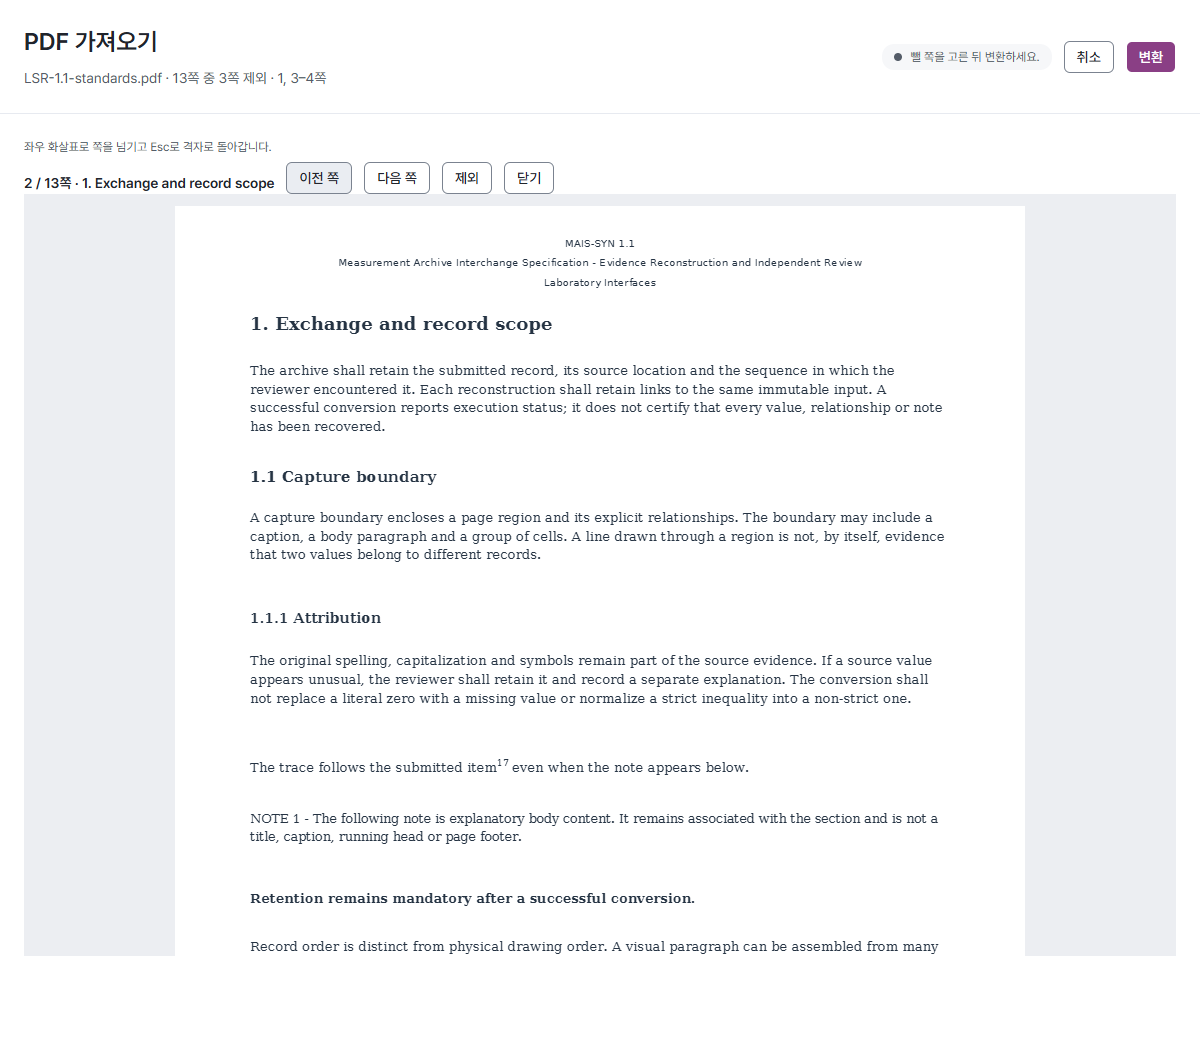 PDF 가져오기
LSR-1.1-standards.pdf · 13쪽 중 3쪽 제외 · 1, 3–4쪽
뺄 쪽을 고른 뒤 변환하세요.
취소
변환
좌우 화살표로 쪽을 넘기고 Esc로 격자로 돌아갑니다.
2 / 13쪽 · 1. Exchange and record scope
이전 쪽
다음 쪽
제외
닫기
MAIS-SYN 1.1
Measurement Archive Interchange Specification - Evidence Reconstruction and Independent Review
Laboratory Interfaces
1. Exchange and record scope
The archive shall retain the submitted record, its source location and the sequence in which the
reviewer encountered it. Each reconstruction shall retain links to the same immutable input. A
successful conversion reports execution status; it does not certify that every value, relationship or note
has been recovered.
1.1 Capture boundary
A capture boundary encloses a page region and its explicit relationships. The boundary may include a
caption, a body paragraph and a group of cells. A line drawn through a region is not, by itself, evidence
that two values belong to different records.
1.1.1 Attribution
The original spelling, capitalization and symbols remain part of the source evidence. If a source value
appears unusual, the reviewer shall retain it and record a separate explanation. The conversion shall
not replace a literal zero with a missing value or normalize a strict inequality into a non-strict one.
The trace follows the submitted item17 even when the note appears below.
NOTE 1 - The following note is explanatory body content. It remains associated with the section and is not a
title, caption, running head or page footer.
Retention remains mandatory after a successful conversion.
Record order is distinct from physical drawing order. A visual paragraph can be assembled from many